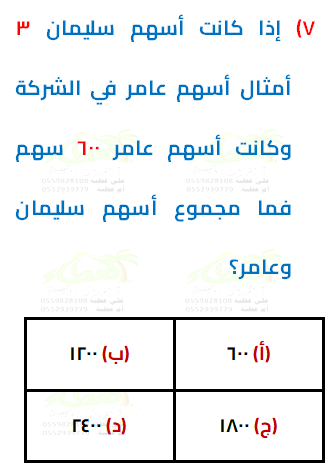 ٧) إذا كانت أسهم سليمان ٣
أمثال أسهم عامر في الشركة
وكانت أسهم عامر ٦٠٠ سهم
فما مجموع أسهم سليمان
وعامر؟
(أ) ٦٠٠
(ب) ١٢٠٠
(ج) ١٨٠٠
(د) ٢٤٠٠